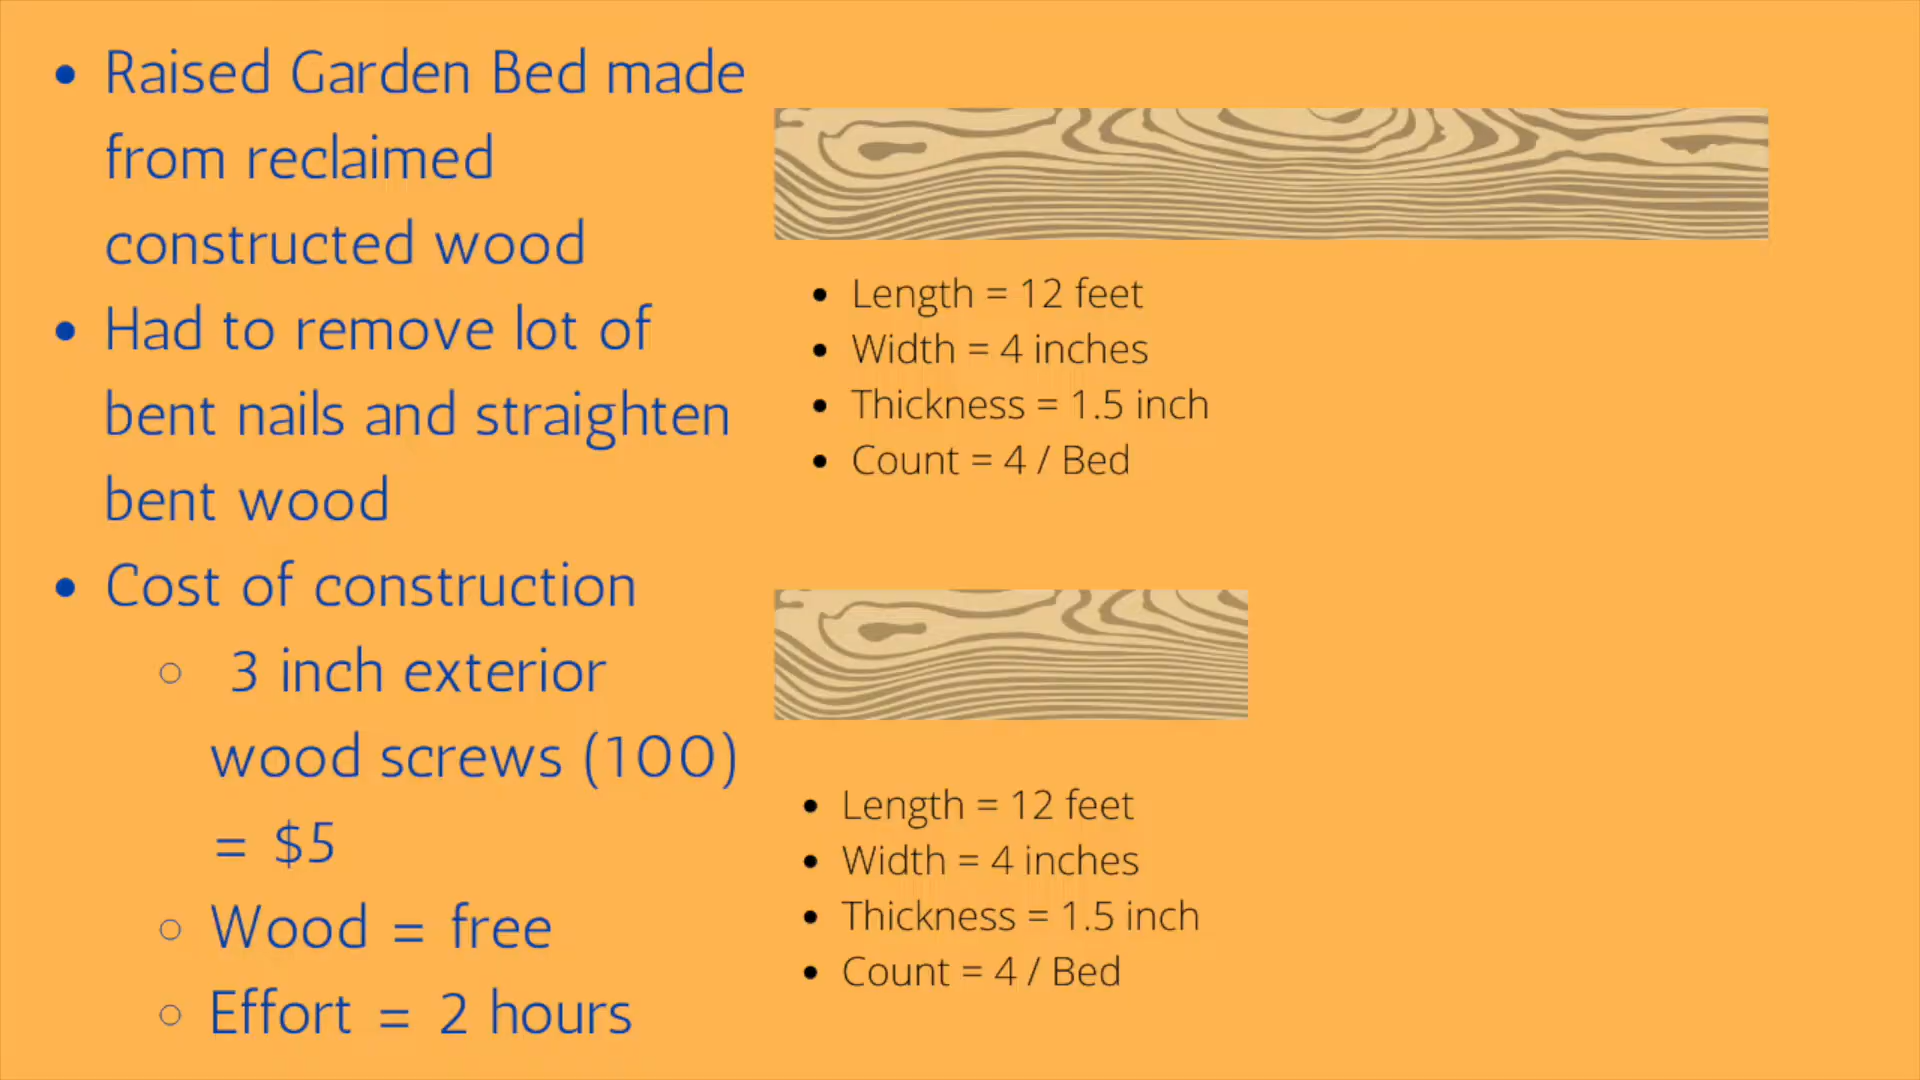 Raised Garden Bed made
from reclaimed
constructed wood
Had to remove lot of
bent nails and straighten
bent wood
Cost of construction
3 inch exterior
wood screws (100)
= $5
Wood = free
Effort = 2 hours
Length = 12 feet
Width = 4 inches
Thickness = 1.5 inch
Count = 4 / Bed
Length = 12 feet
Width = 4 inches
Thickness = 1.5 inch
Count = 4 / Bed